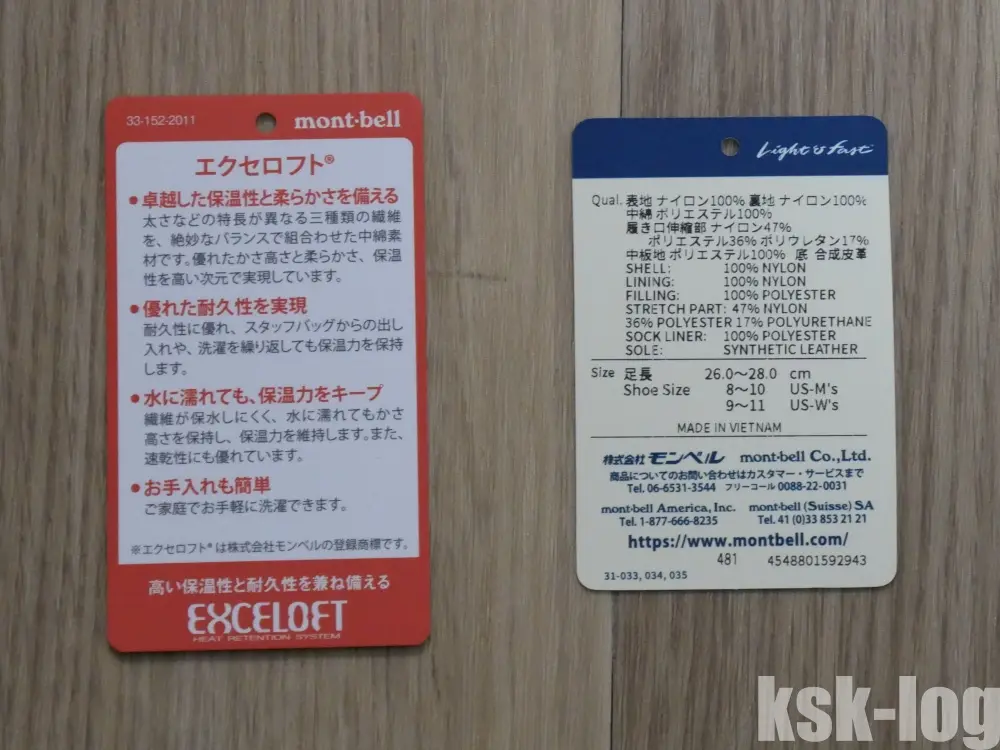 33-152-2011
mont-bell
エクセロフト®
●卓越した保温性と柔らかさを備える
太さなどの特長が異なる三種類の繊維
を、絶妙なバランスで組合わせた中綿素
材です。優れたかさ高さと柔らかさ、保温
性を高い次元で実現しています。
●優れた耐久性を実現
耐久性に優れ、スタッフバッグからの出し
入れや、洗濯を繰り返しても保温力を保持
します。
●水に濡れても、保温力をキープ
繊維が保水しにくく、水に濡れてもかさ
高さを保持し、保温力を維持します。また、
速乾性にも優れています。
●お手入れも簡単
ご家庭でお手軽に洗濯できます。
※エクセロフト®は株式会社モンベルの登録商標です。
高い保温性と耐久性を兼ね備える
EXCELOFT
HEAT RETENTION SYSTEM
Light & Fast
Qual. 表地 ナイロン100% 裏地 ナイロン100%
中綿 ポリエステル100%
履き口伸縮部 ナイロン47%
ポリエステル36% ポリウレタン17%
中板地 ポリエステル100% 底 合成皮革
SHELL: 100% NYLON
LINING: 100% NYLON
FILLING: 100% POLYESTER
STRETCH PART: 47% NYLON
36% POLYESTER 17% POLYURETHANE
SOCK LINER: 100% POLYESTER
SOLE: SYNTHETIC LEATHER
Size 足長 26.0～28.0 cm
Shoe Size 8～10 US-M's
9～11 US-W's
MADE IN VIETNAM
株式会社モンベル mont-bell Co.,Ltd.
商品についてのお問い合わせはカスタマー・サービスまで
Tel. 06-6531-3544 フリーコール 0088-22-0031
mont-bell America, Inc. mont-bell (Suisse) SA
Tel. 1-877-666-8235 Tel. 41 (0)33 853 21 21
https://www.montbell.com/
481 4548801592943
31-033, 034, 035
ksk-log